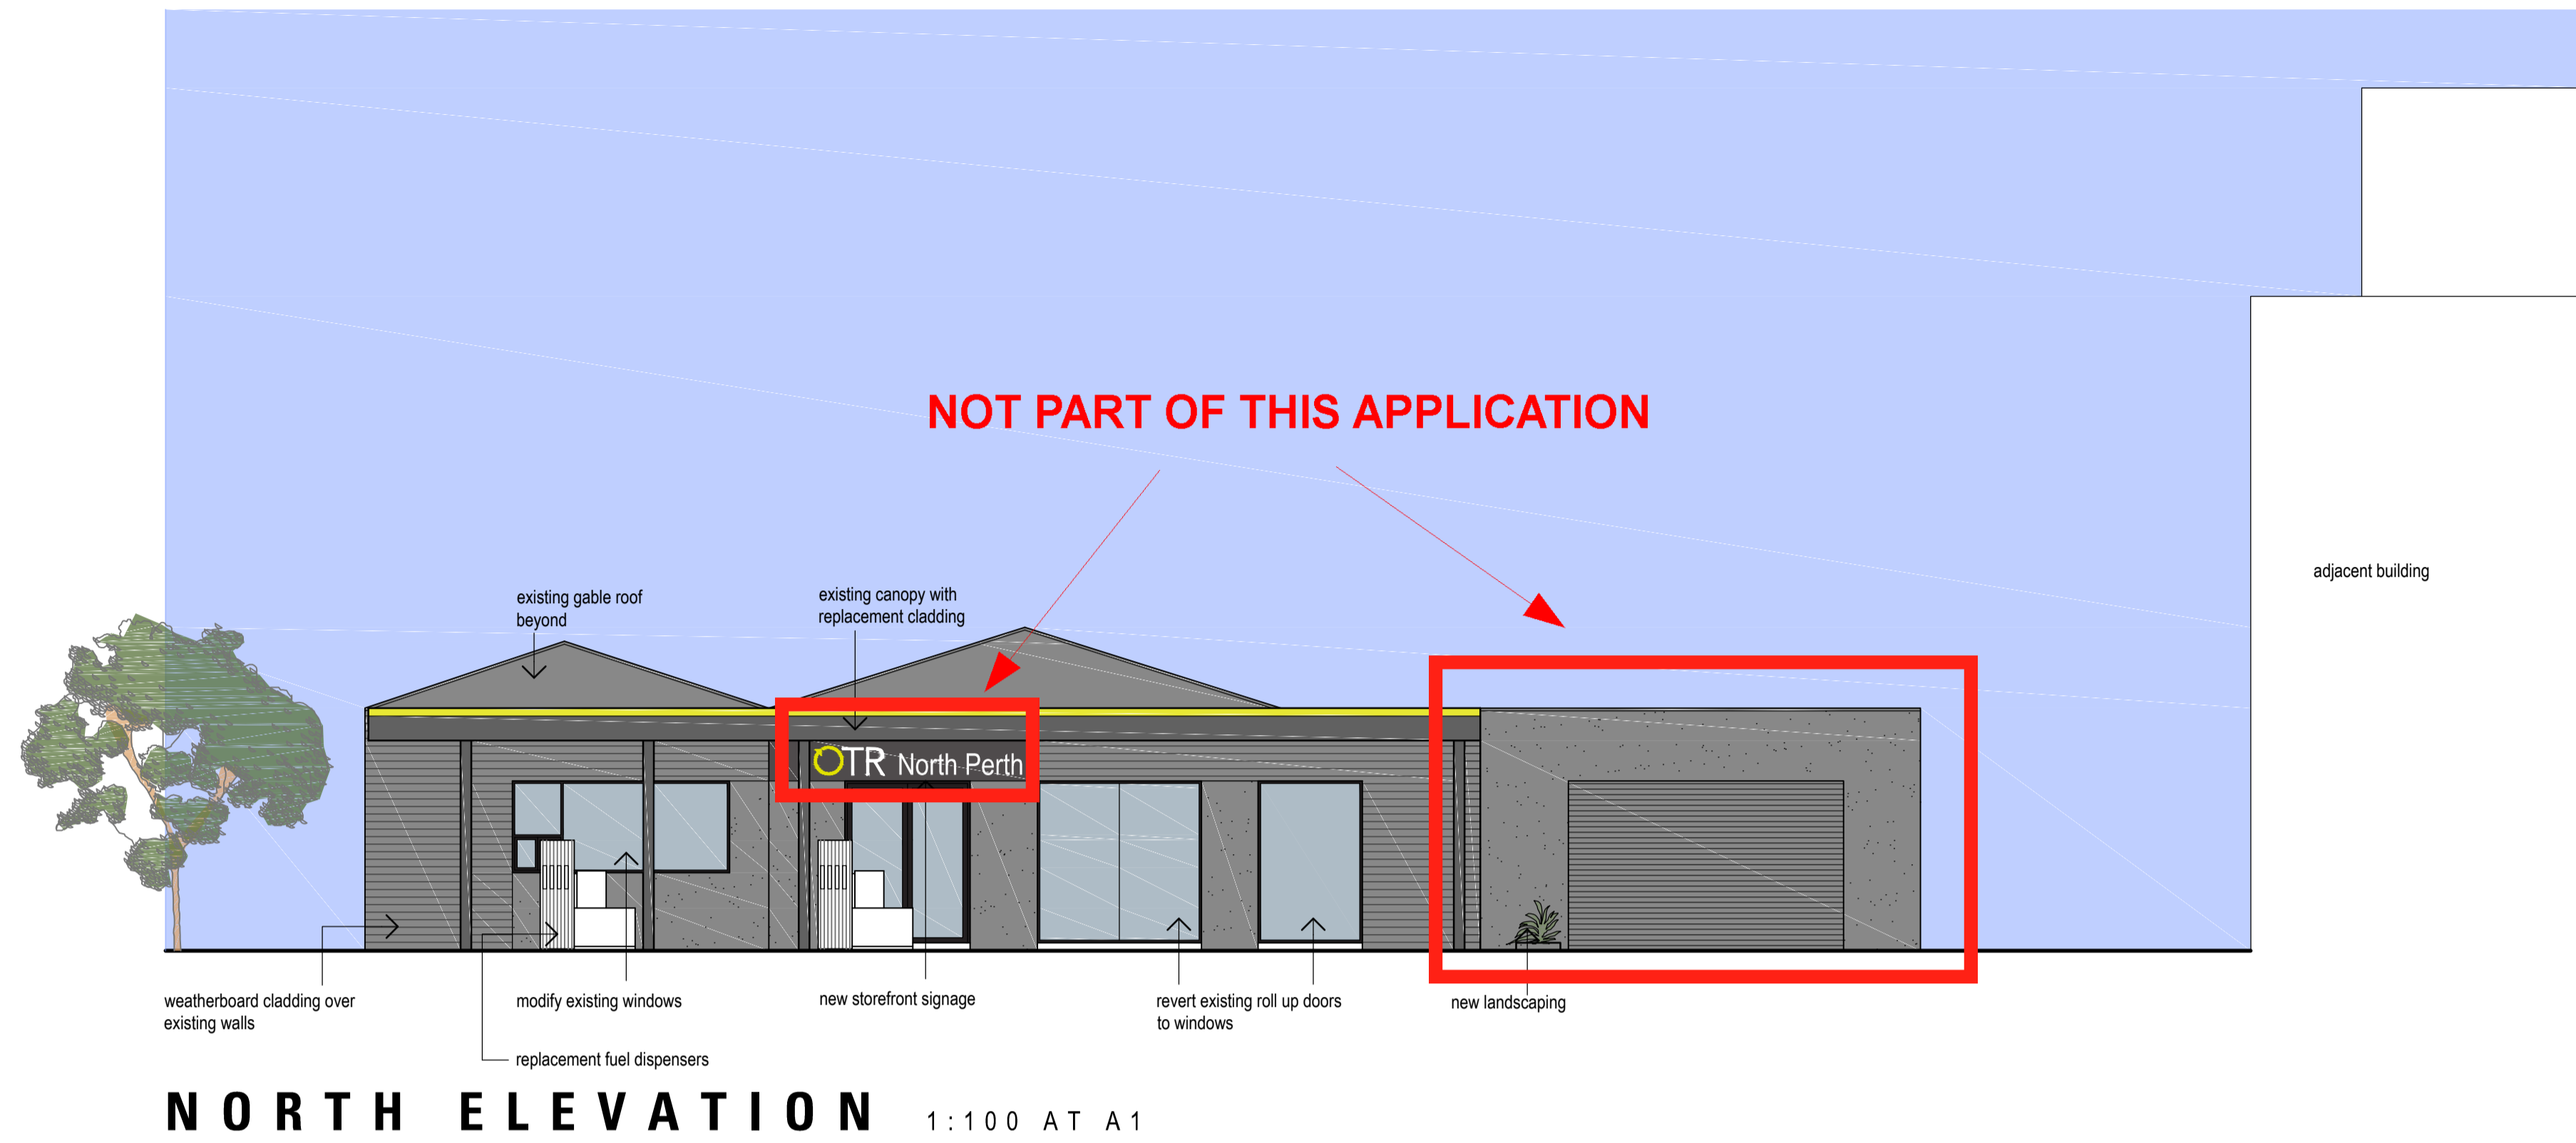 NOT PART OF THIS APPLICATION
adjacent building
existing gable roof
beyond
existing canopy with
replacement cladding
OTR North Perth
weatherboard cladding over
existing walls
modify existing windows
new storefront signage
revert existing roll up doors
to windows
new landscaping
replacement fuel dispensers
NORTH ELEVATION 1:100 AT A1